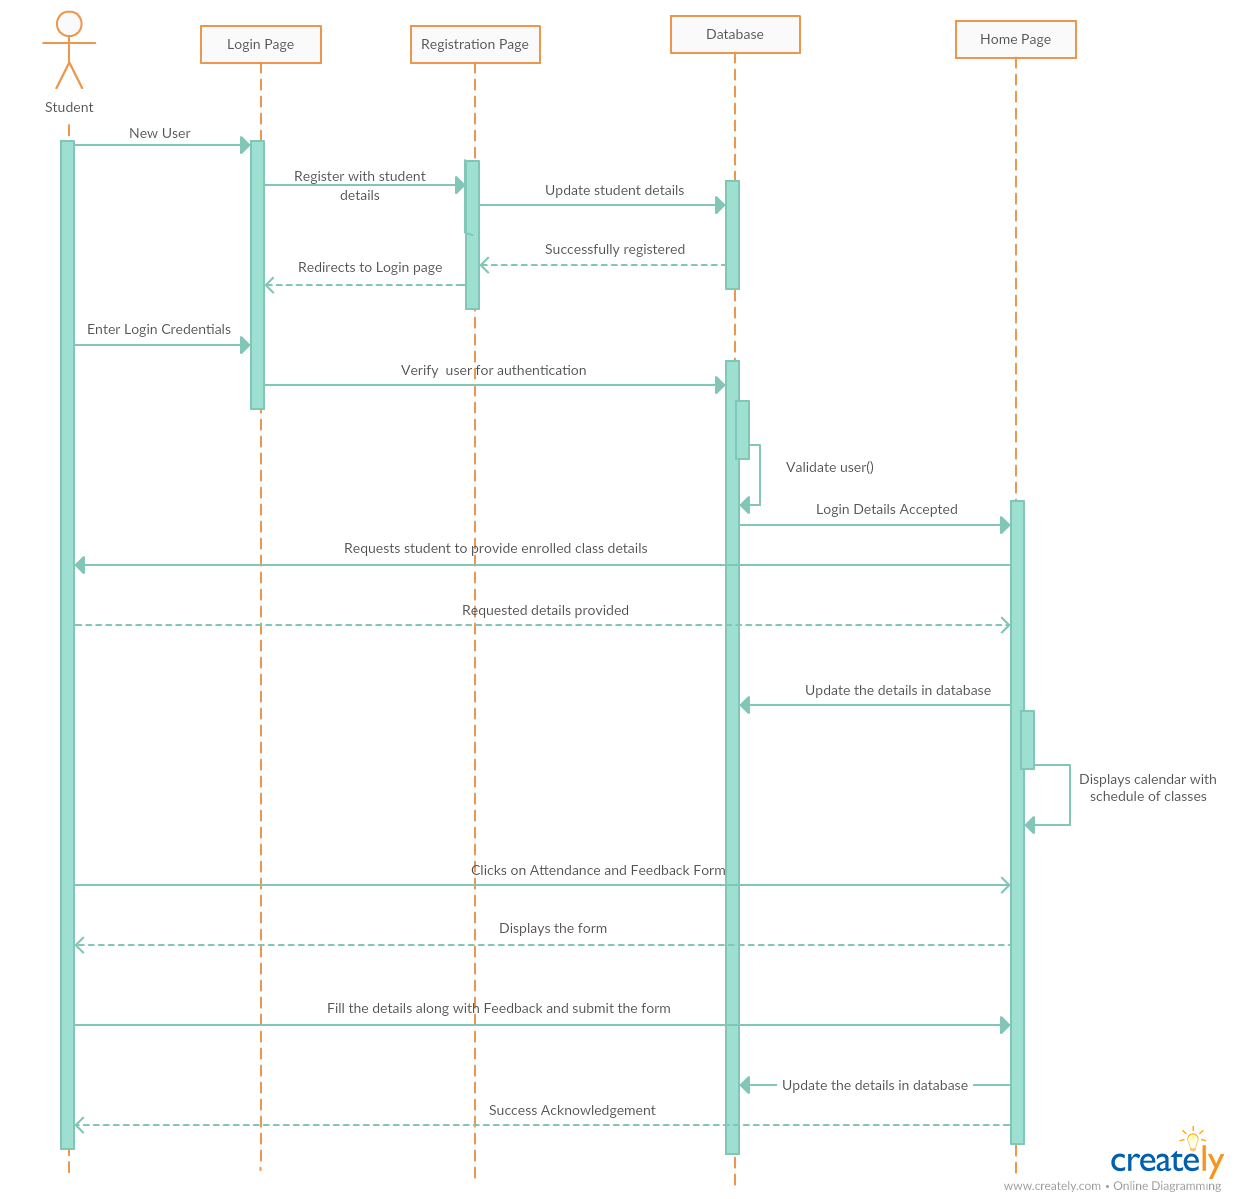 Login Page
Registration Page
Database
Home Page
Student
New User
Register with student
details
Update student details
Successfully registered
Redirects to Login page
Enter Login Credentials
Verify  user for authentication
Validate user()
Login Details Accepted
Requests student to provide enrolled class details
Requested details provided
Update the details in database
Displays calendar with
schedule of classes
Clicks on Attendance and Feedback Form
Displays the form
Fill the details along with Feedback and submit the form
Update the details in database
Success Acknowledgement
creately
www.creately.com • Online Diagramming